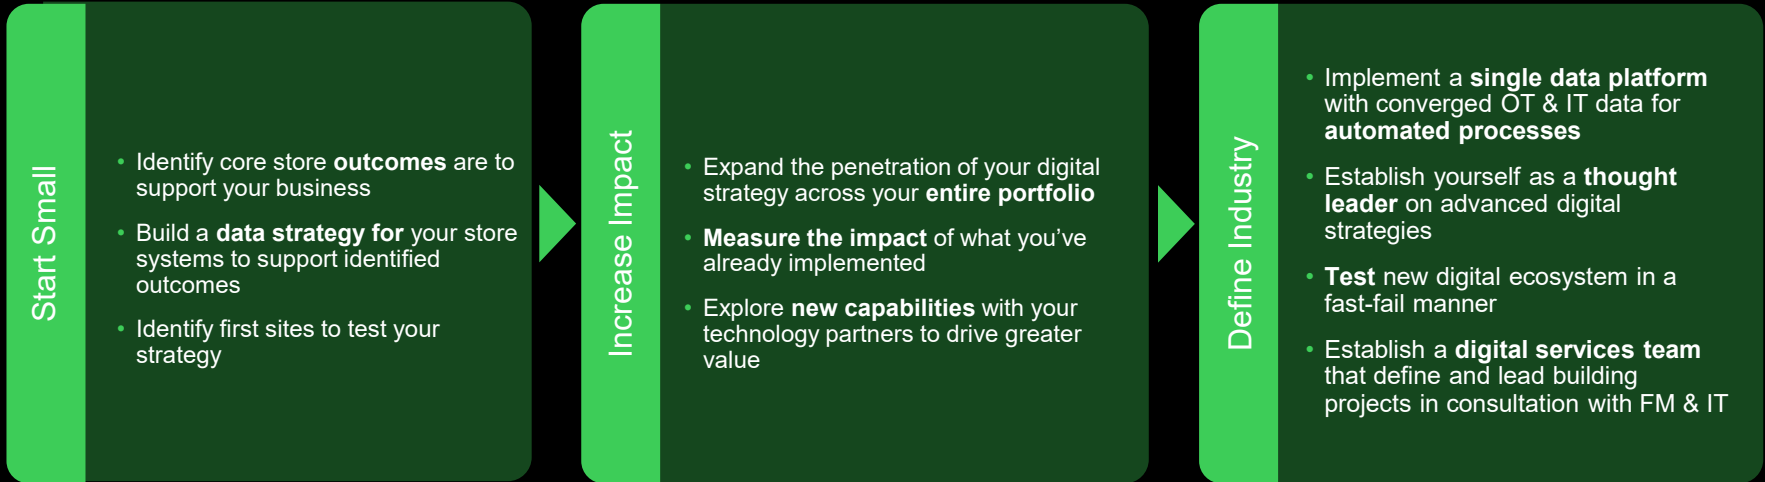 Start Small
• Identify core store outcomes are to
support your business
• Build a data strategy for your store
systems to support identified
outcomes
• Identify first sites to test your
strategy
Increase Impact
• Expand the penetration of your digital
strategy across your entire portfolio
• Measure the impact of what you’ve
already implemented
• Explore new capabilities with your
technology partners to drive greater
value
Define Industry
• Implement a single data platform
with converged OT & IT data for
automated processes
• Establish yourself as a thought
leader on advanced digital
strategies
• Test new digital ecosystem in a
fast-fail manner
• Establish a digital services team
that define and lead building
projects in consultation with FM & IT